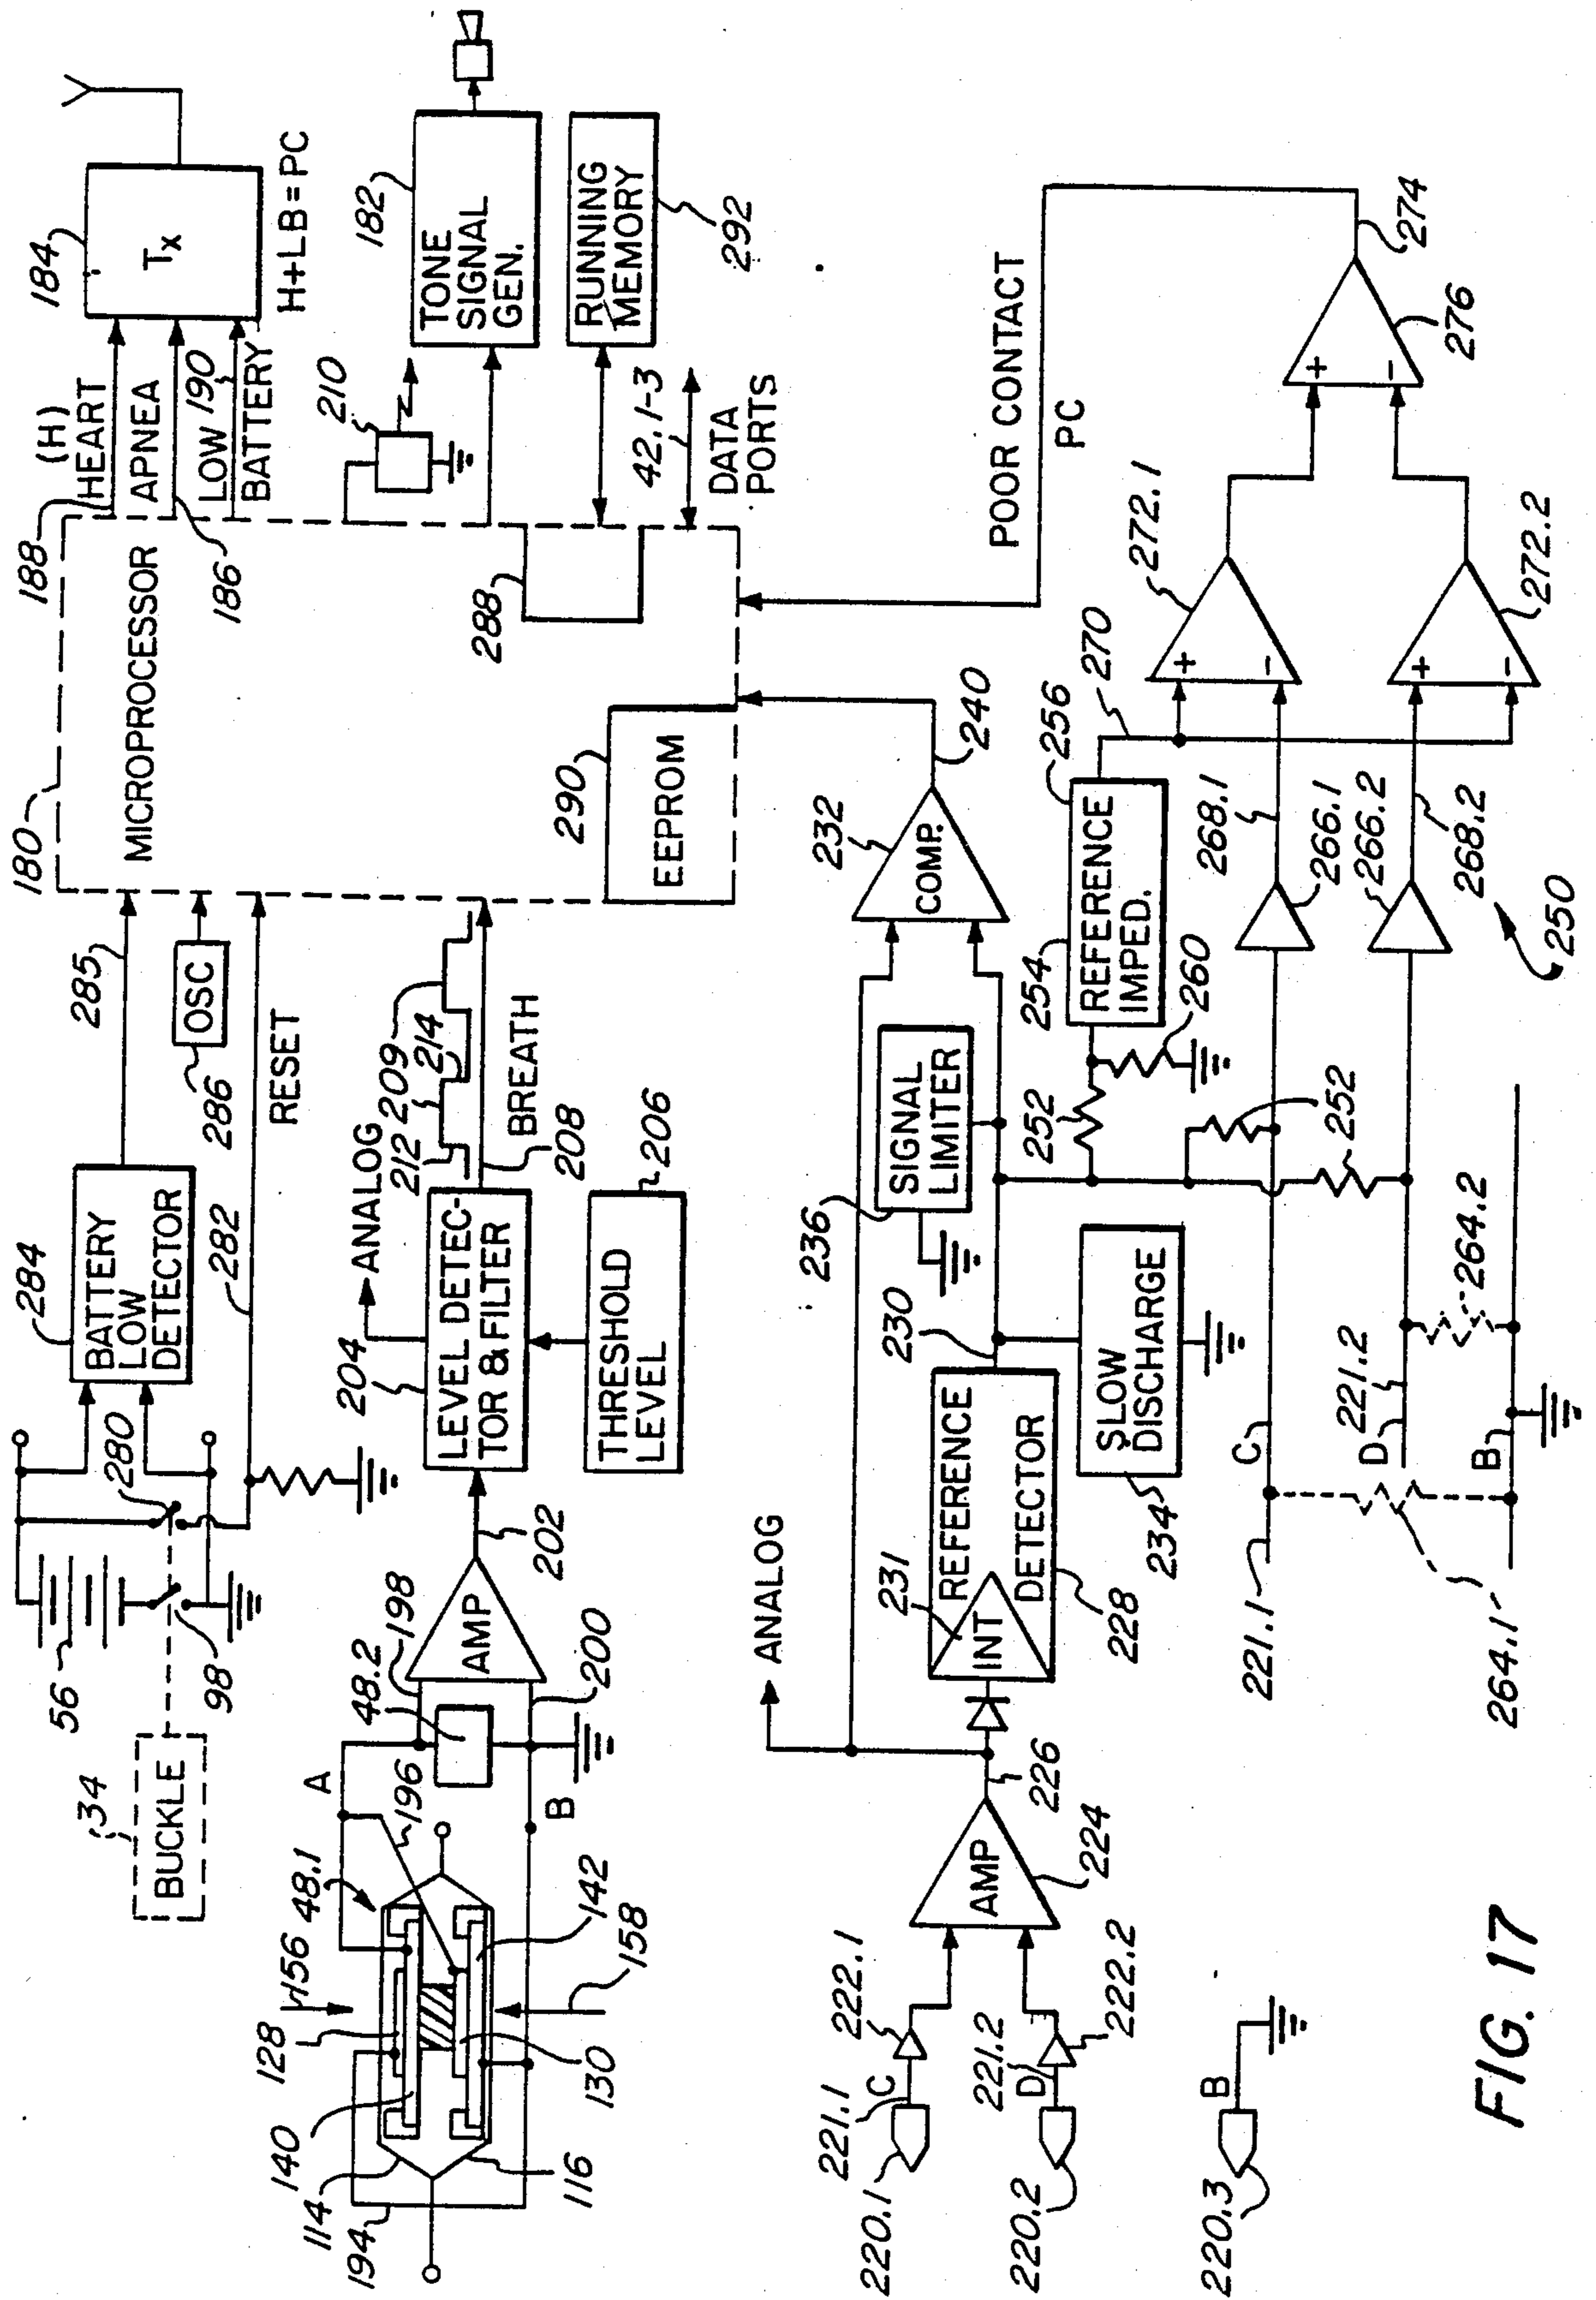 34
BUCKLE
56
98
280
284
BATTERY
LOW
DETECTOR
285
286
OSC
282
RESET
180
MICROPROCESSOR
188
(H)
HEART
APNEA
186
LOW
BATTERY
190
184
Tx
H+LB=PC
210
182
TONE
SIGNAL
GEN.
RUNNING
MEMORY
292
42.1-3
DATA
PORTS
288
290
EEPROM
156
128
140
114
194
116
130
158
142
48.1
A
196
B
48.2
198
200
AMP
202
204
ANALOG
LEVEL DETEC-
TOR & FILTER
THRESHOLD
LEVEL
206
212
209
214
208
BREATH
220.1
221.1
C
222.1
220.2
221.2
D
222.2
220.3
B
AMP
224
226
ANALOG
231
INT
REFERENCE
DETECTOR
228
230
SLOW
DISCHARGE
234
236
SIGNAL
LIMITER
232
COMP.
240
252
254
REFERENCE
IMPED.
256
260
252
270
POOR CONTACT
PC
221.1
C
221.2
D
B
264.1
264.2
266.1
266.2
268.1
268.2
272.1
+
-
272.2
+
-
+
-
276
274
250
FIG. 17